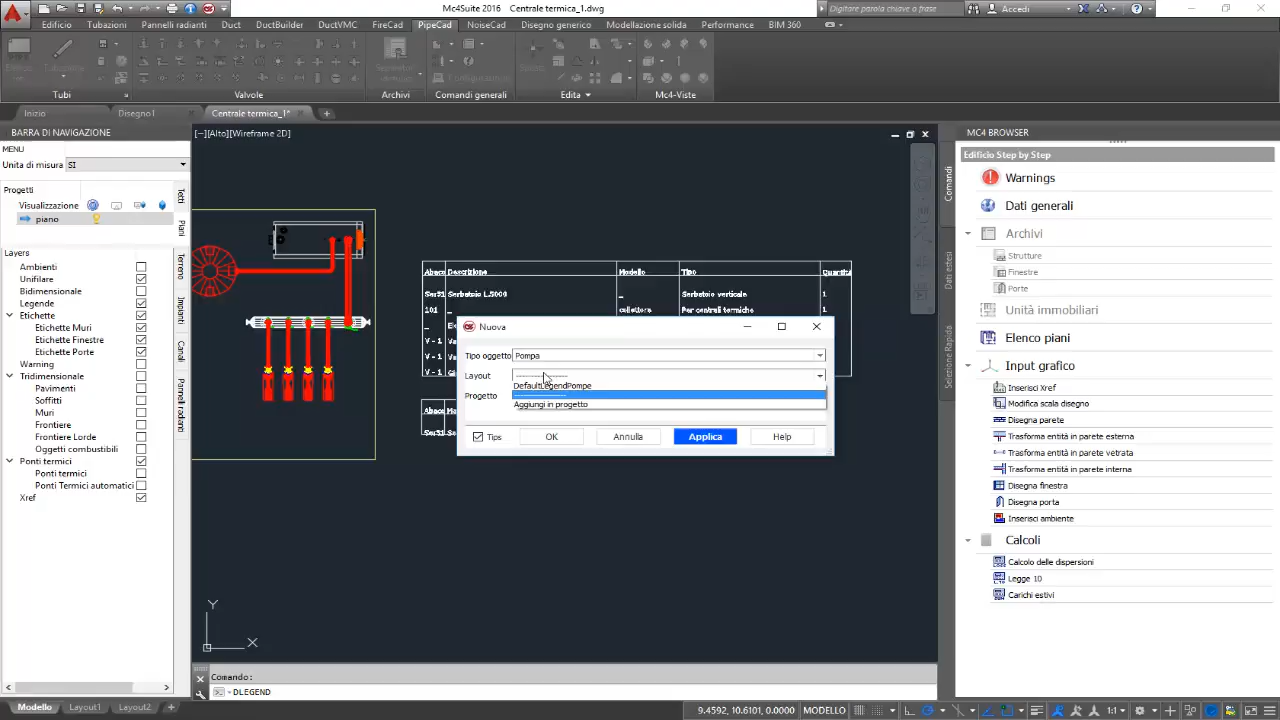 Mc4Suite 2016 Centrale termica_1.dwg
Digitare parola chiave o frase
Accedi
Edificio Tubazioni Pannelli radianti Duct DuctBuilder DuctVMC FireCad PipeCad NoiseCad Disegno generico Modellazione solida Performance BIM 360
Tubi Valvole Archivi Comandi generali Edita Mc4-Viste
Inizio Disegno1 Centrale termica_1*
BARRA DI NAVIGAZIONE
[−][Alto][Wireframe 2D]
MC4 BROWSER
MENU
Unita di misura SI
Progetti
Visualizzazione
piano
Layers
Ambienti
Unifilare
Bidimensionale
Legende
Etichette
Etichette Muri
Etichette Finestre
Etichette Porte
Warning
Tridimensionale
Pavimenti
Soffitti
Muri
Frontiere
Frontiere Lorde
Oggetti combustibili
Ponti termici
Ponti termici
Ponti Termici automatici
Xref
Tetti
Piani
Terreno
Impianti
Canali
Pannelli radianti
Abaco Descrizione Modello Tipo Quantità
Ser31 Serbatoio L.5000 _ Serbatoio verticale 1
101 _ collettore Per centrali termiche 1
Nuova
Tipo oggetto Pompa
Layout
DefaultLegendPompe
Progetto
Aggiungi in progetto
Tips OK Annulla Applica Help
V - 1
V - 1
V - 1
Abaco
Ser31
Comandi
Dati estesi
Selezione Rapida
Edificio Step by Step
Warnings
Dati generali
Archivi
Strutture
Finestre
Porte
Unità immobiliari
Elenco piani
Input grafico
Inserisci Xref
Modifica scala disegno
Disegna parete
Trasforma entità in parete esterna
Trasforma entità in parete vetrata
Trasforma entità in parete interna
Disegna finestra
Disegna porta
Inserisci ambiente
Calcoli
Calcolo delle dispersioni
Legge 10
Carichi estivi
Y
X
Comando:
DLEGEND
Modello Layout1 Layout2 +
9.4592, 10.6101, 0.0000 MODELLO 1:1